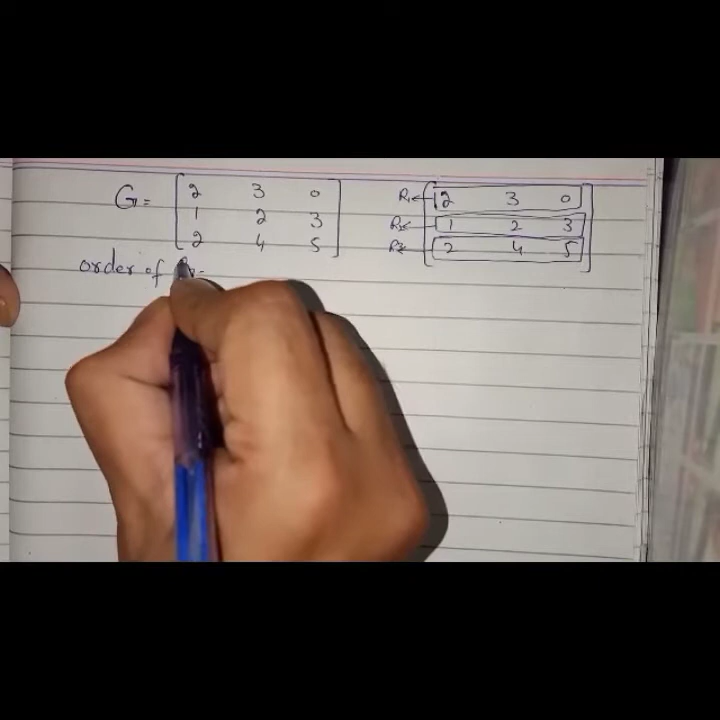 G= [ 2 3 0 R₁← [ 2 3 0
1 2 3 R₂← 1 2 3
2 4 5 ] R₃← 2 4 5 ]
order of